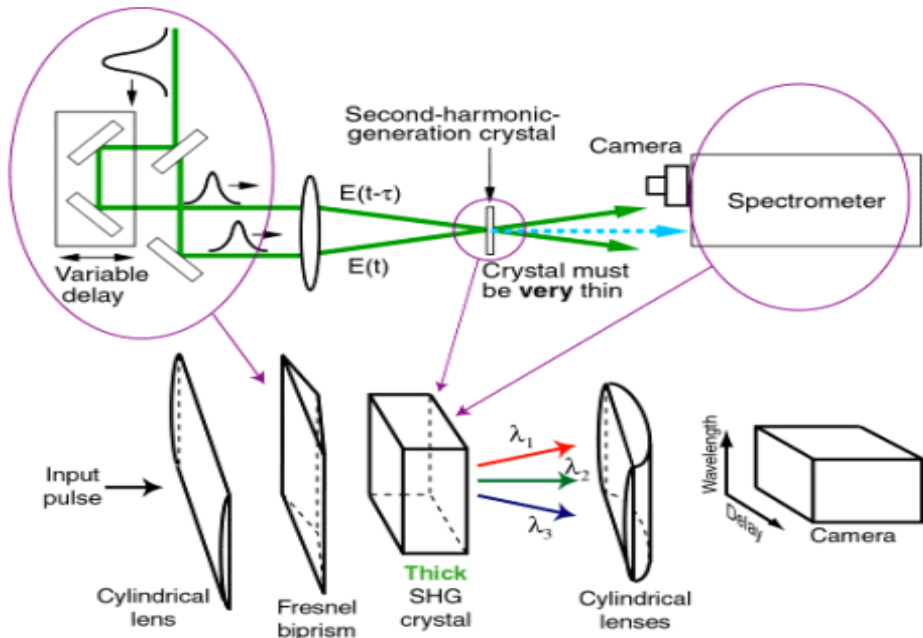 Second-harmonic-
generation crystal
Camera
E(t-τ)
Spectrometer
E(t)
Variable
delay
Crystal must
be very thin
Input
pulse
λ1
λ2
λ3
Wavelength
Delay
Camera
Thick
SHG
crystal
Cylindrical
lens
Fresnel
biprism
Cylindrical
lenses